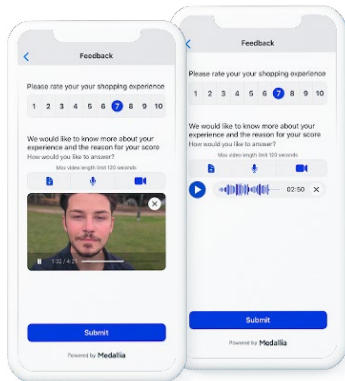 Feedback
Please rate your your shopping experience
1 2 3 4 5 6 7 8 9 10
We would like to know more about your
experience and the reason for your score
How would you like to answer?
Max video length limit 120 seconds
1:32 / 4:21
Submit
Powered by Medallia
Feedback
Please rate your your shopping experience
1 2 3 4 5 6 7 8 9 10
We would like to know more about your
experience and the reason for your score
How would you like to answer?
Max video length limit 120 seconds
02:50
Submit
Powered by Medallia